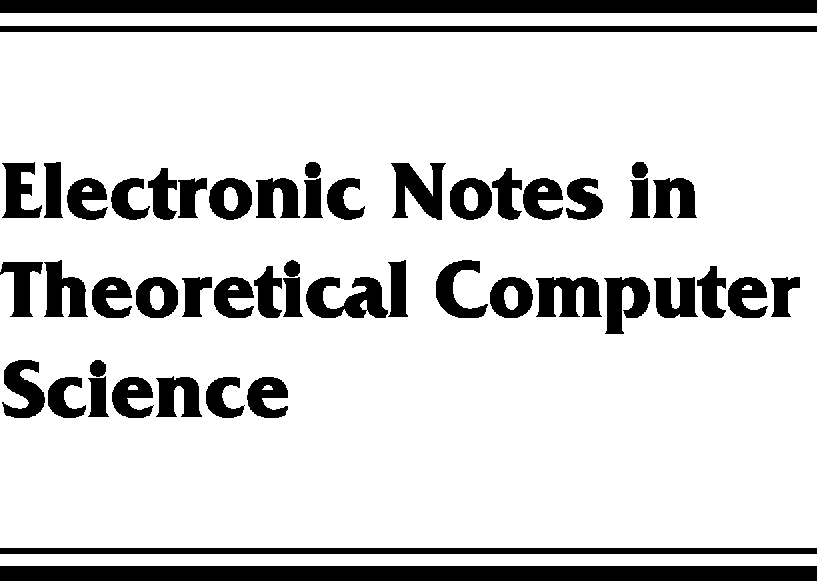 Electronic Notes in
Theoretical Computer
Science